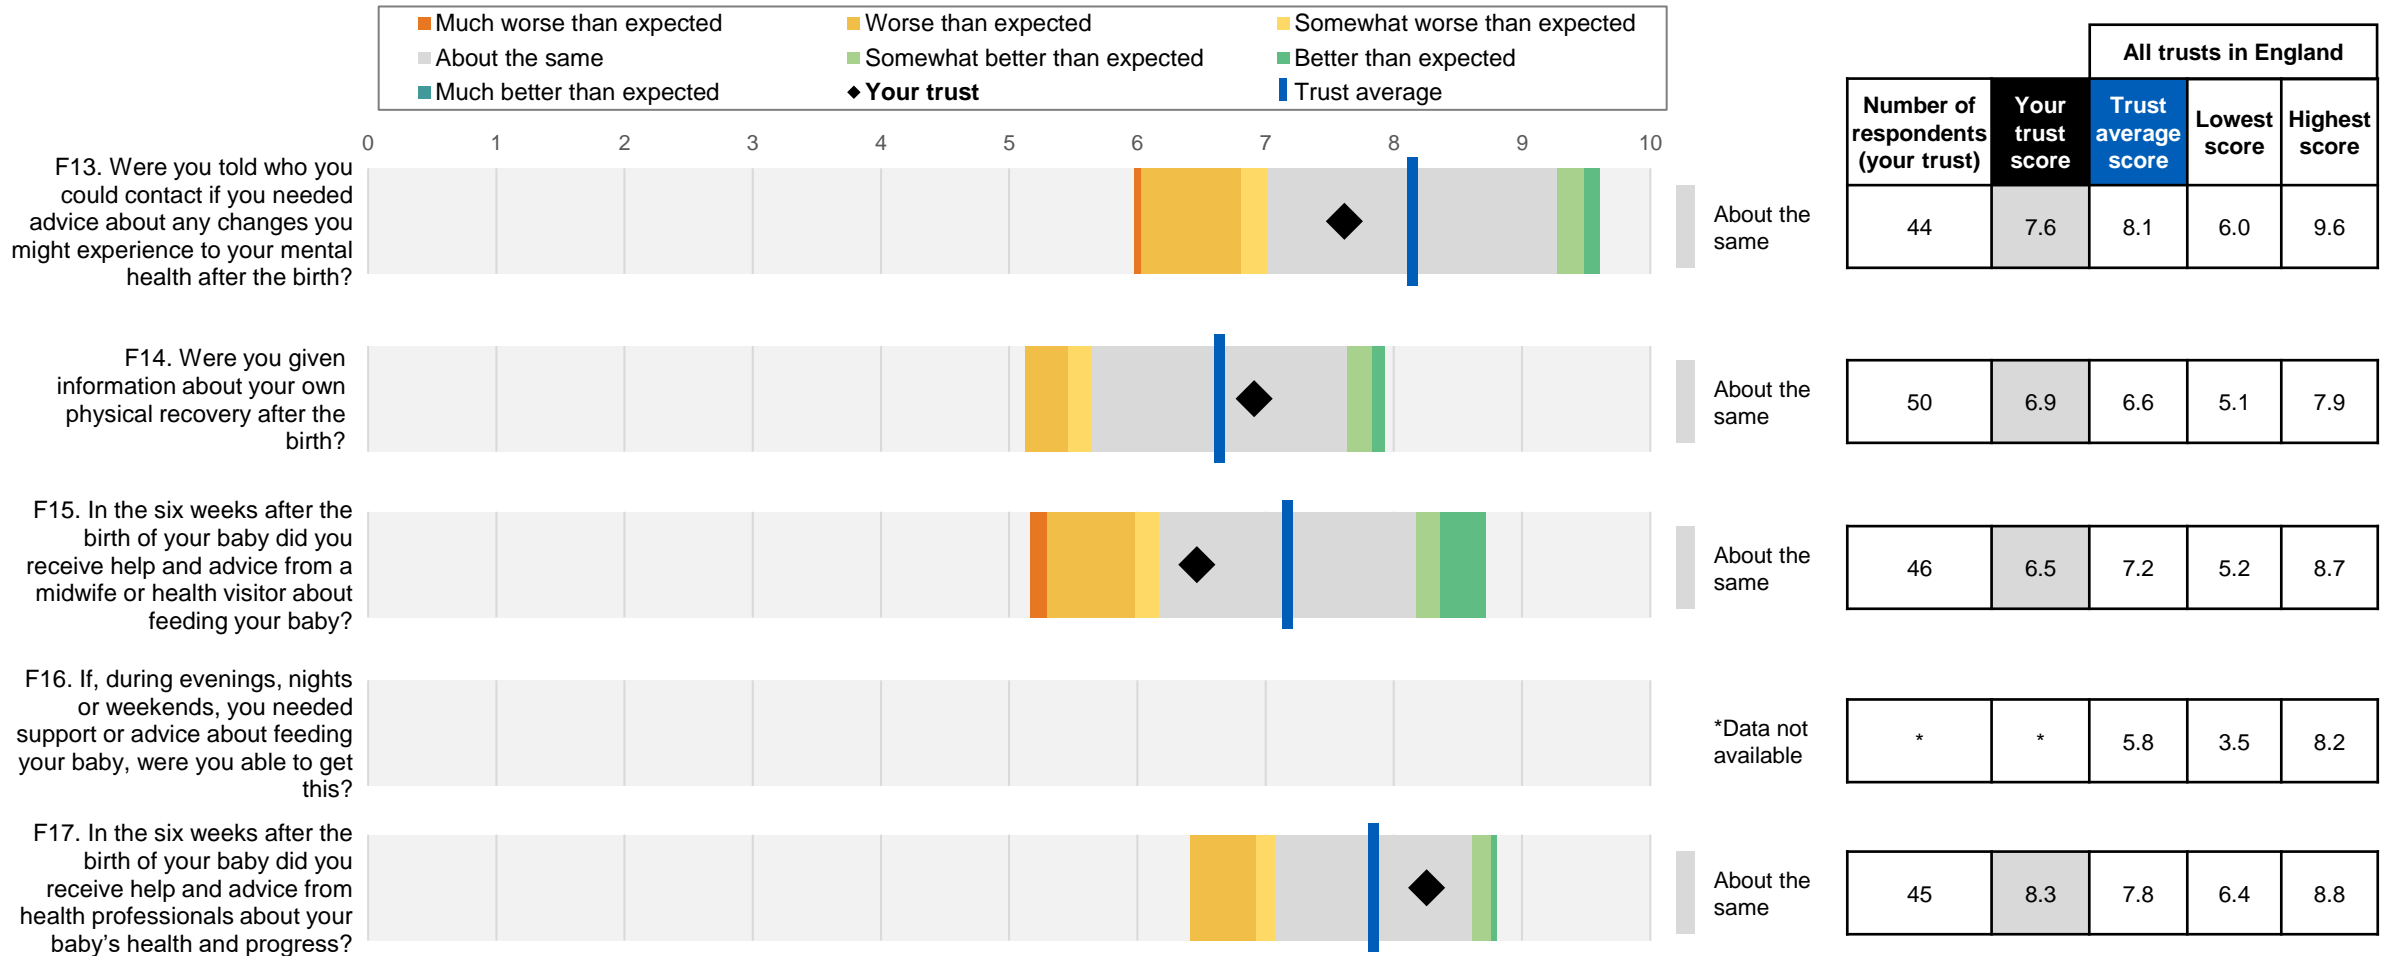 Much worse than expected
Worse than expected
Somewhat worse than expected
About the same
Somewhat better than expected
Better than expected
Much better than expected
Your trust
Trust average
All trusts in England
Number of
respondents
(your trust)
Your
trust
score
Trust
average
score
Lowest
score
Highest
score
0 1 2 3 4 5 6 7 8 9 10
F13. Were you told who you
could contact if you needed
advice about any changes you
might experience to your mental
health after the birth?
About the
same
44 7.6 8.1 6.0 9.6
F14. Were you given
information about your own
physical recovery after the
birth?
About the
same
50 6.9 6.6 5.1 7.9
F15. In the six weeks after the
birth of your baby did you
receive help and advice from a
midwife or health visitor about
feeding your baby?
About the
same
46 6.5 7.2 5.2 8.7
F16. If, during evenings, nights
or weekends, you needed
support or advice about feeding
your baby, were you able to get
this?
*Data not
available
* * 5.8 3.5 8.2
F17. In the six weeks after the
birth of your baby did you
receive help and advice from
health professionals about your
baby’s health and progress?
About the
same
45 8.3 7.8 6.4 8.8